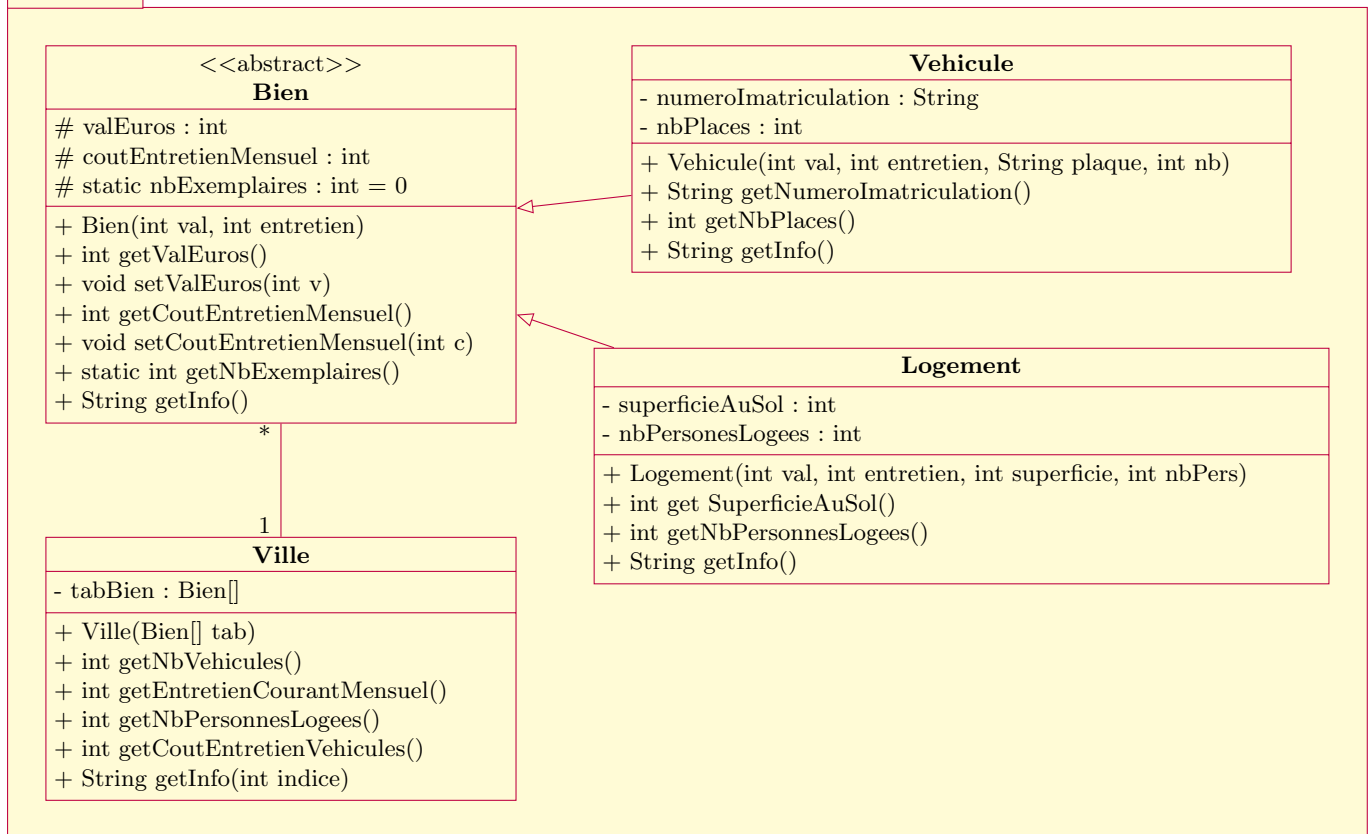 <<abstract>>
Bien
# valEuros : int
# coutEntretienMensuel : int
# static nbExemplaires : int = 0
+ Bien(int val, int entretien)
+ int getValEuros()
+ void setValEuros(int v)
+ int getCoutEntretienMensuel()
+ void setCoutEntretienMensuel(int c)
+ static int getNbExemplaires()
+ String getInfo()
Vehicule
- numeroImatriculation : String
- nbPlaces : int
+ Vehicule(int val, int entretien, String plaque, int nb)
+ String getNumeroImatriculation()
+ int getNbPlaces()
+ String getInfo()
Logement
- superficieAuSol : int
- nbPersonesLogees : int
+ Logement(int val, int entretien, int superficie, int nbPers)
+ int get SuperficieAuSol()
+ int getNbPersonnesLogees()
+ String getInfo()
*
1
Ville
- tabBien : Bien[]
+ Ville(Bien[] tab)
+ int getNbVehicules()
+ int getEntretienCourantMensuel()
+ int getNbPersonnesLogees()
+ int getCoutEntretienVehicules()
+ String getInfo(int indice)